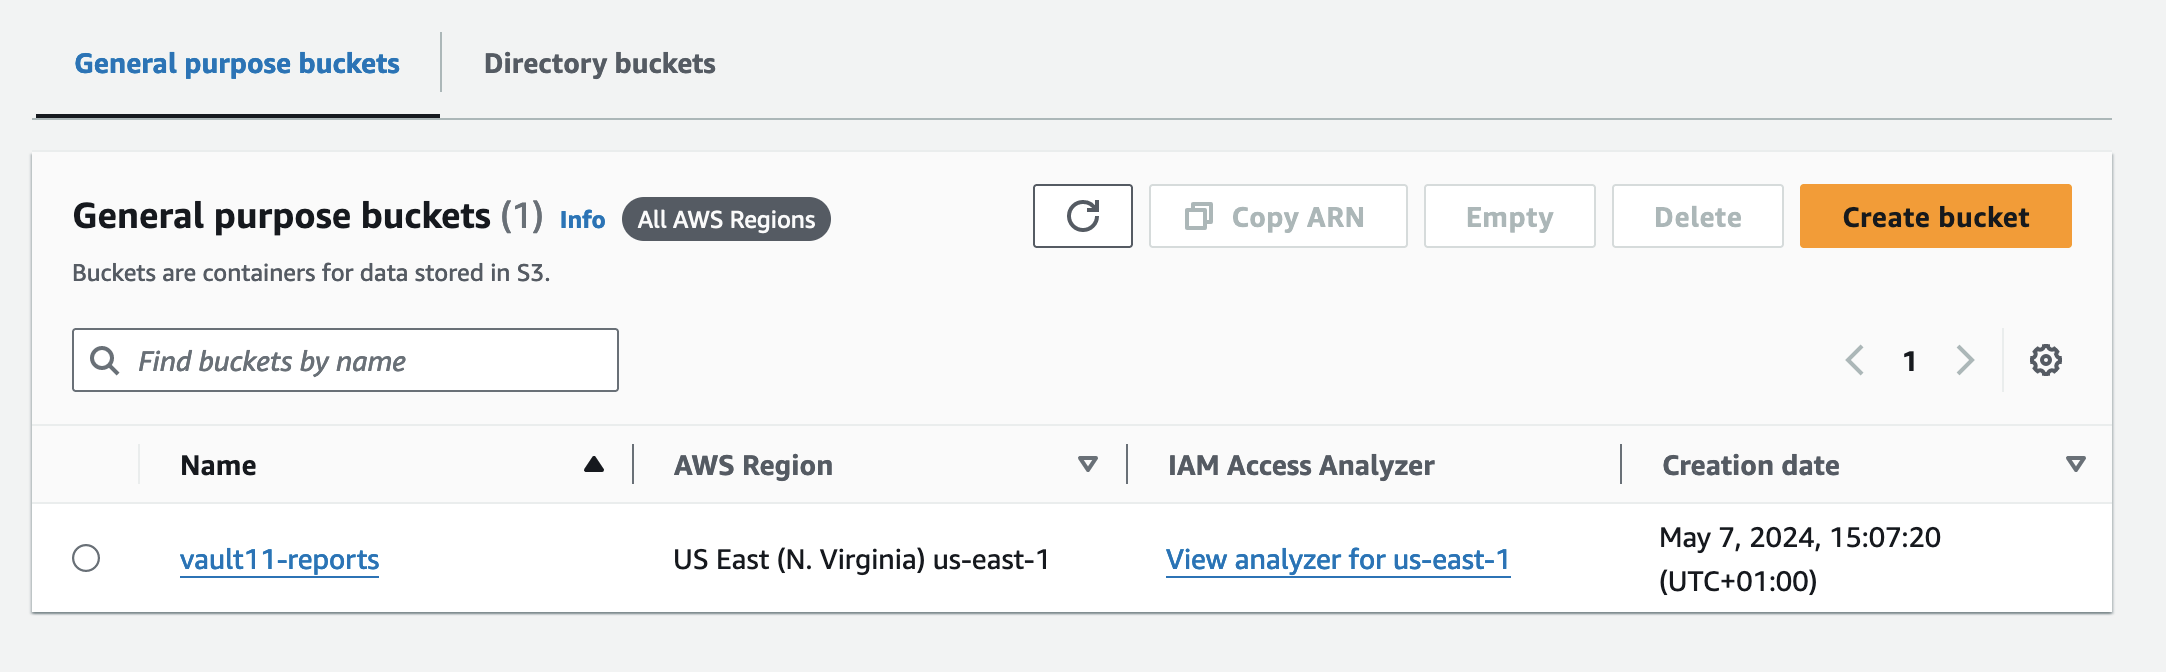 General purpose buckets
Directory buckets
General purpose buckets (1) Info All AWS Regions
Copy ARN
Empty
Delete
Create bucket
Buckets are containers for data stored in S3.
Find buckets by name
1
Name
AWS Region
IAM Access Analyzer
Creation date
vault11-reports
US East (N. Virginia) us-east-1
View analyzer for us-east-1
May 7, 2024, 15:07:20
(UTC+01:00)